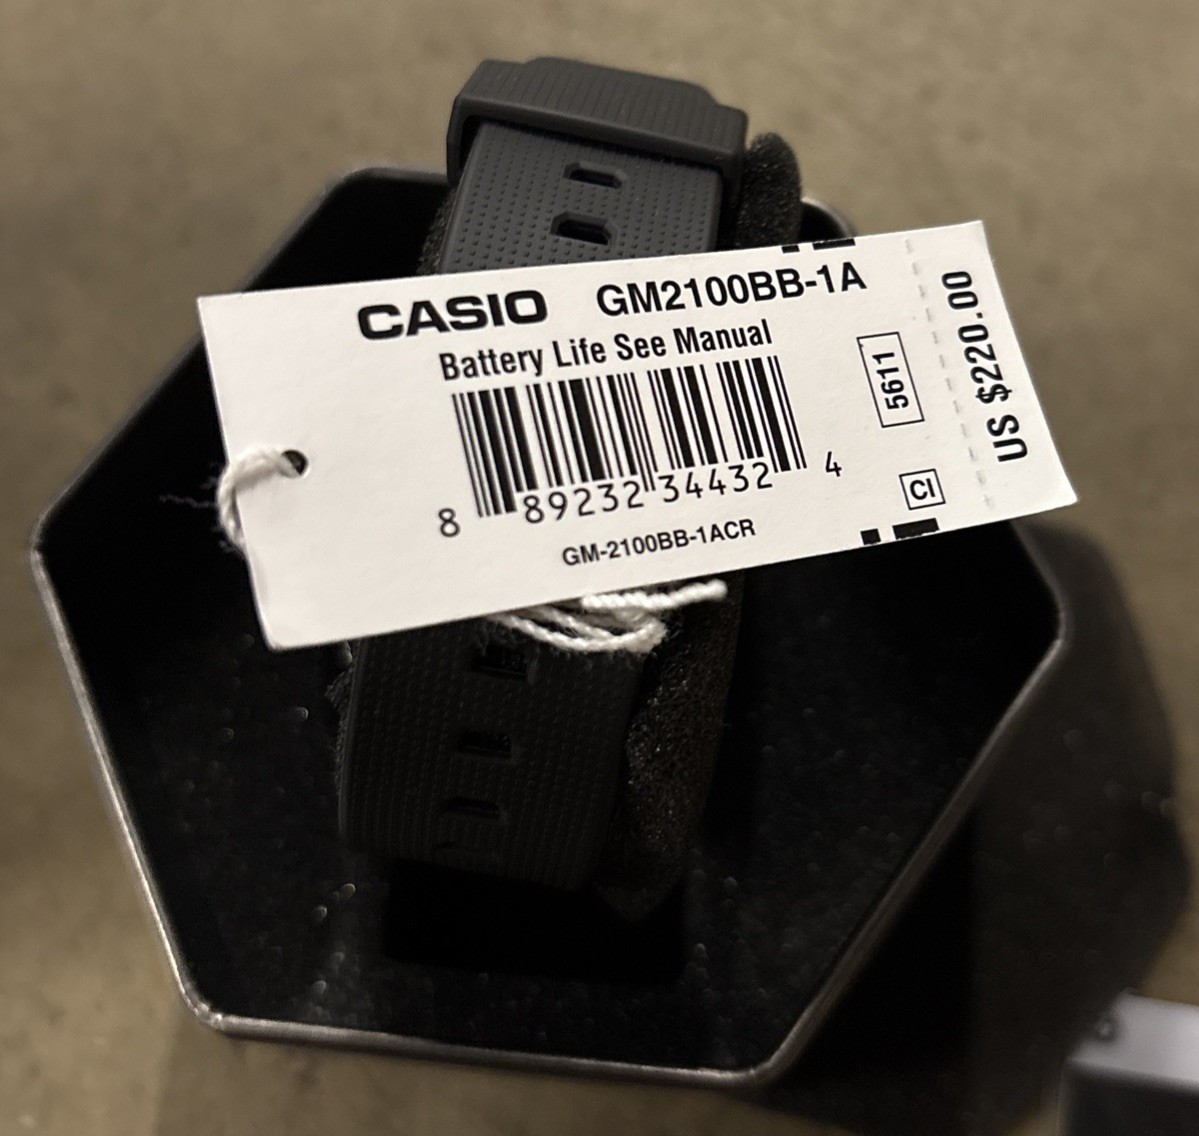 CASIO GM2100BB-1A
Battery Life See Manual
8 89232 34432 4
GM-2100BB-1ACR
5611
CI
US $220.00